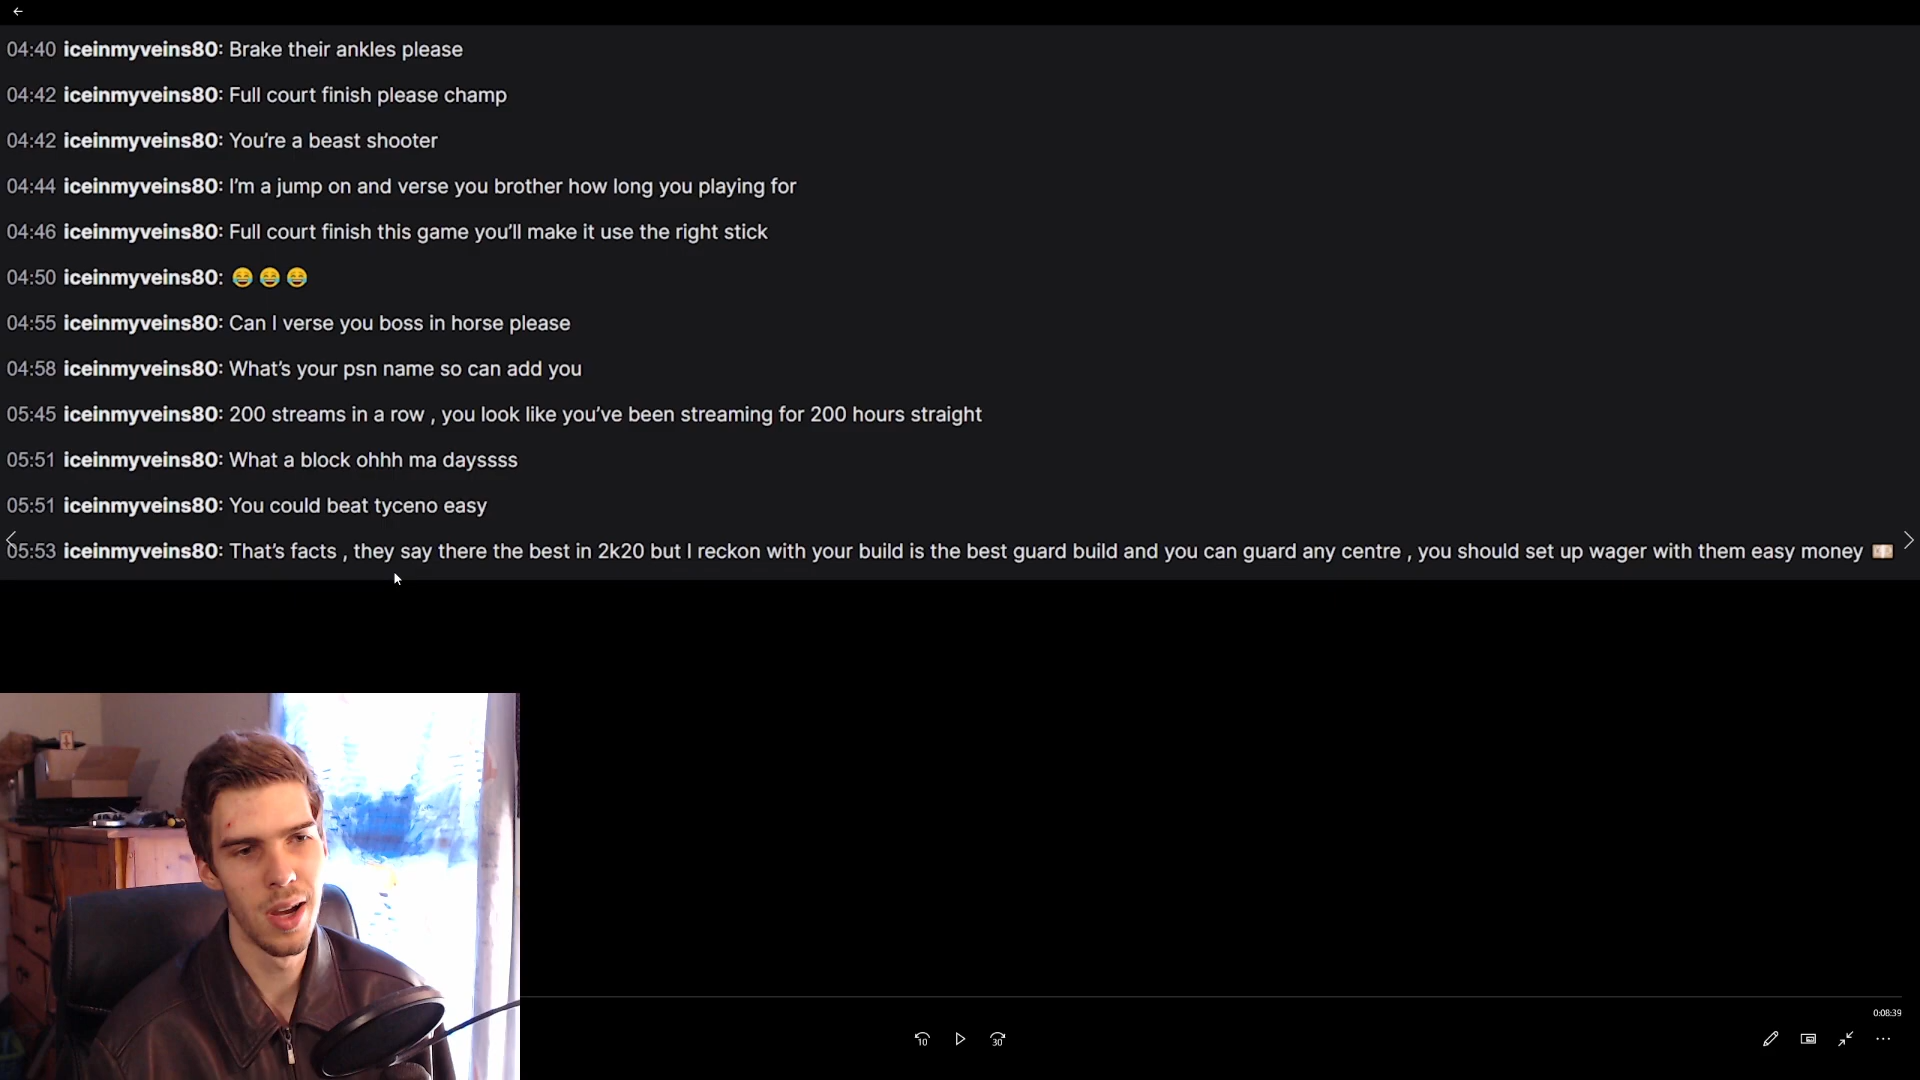 04:40 iceinmyveins80: Brake their ankles please
04:42 iceinmyveins80: Full court finish please champ
04:42 iceinmyveins80: You’re a beast shooter
04:44 iceinmyveins80: I’m a jump on and verse you brother how long you playing for
04:46 iceinmyveins80: Full court finish this game you’ll make it use the right stick
04:50 iceinmyveins80: 😂 😂 😂
04:55 iceinmyveins80: Can I verse you boss in horse please
04:58 iceinmyveins80: What’s your psn name so can add you
05:45 iceinmyveins80: 200 streams in a row , you look like you’ve been streaming for 200 hours straight
05:51 iceinmyveins80: What a block ohhh ma dayssss
05:51 iceinmyveins80: You could beat tyceno easy
05:53 iceinmyveins80: That’s facts , they say there the best in 2k20 but I reckon with your build is the best guard build and you can guard any centre , you should set up wager with them easy money 💴
0:08:39
10 30